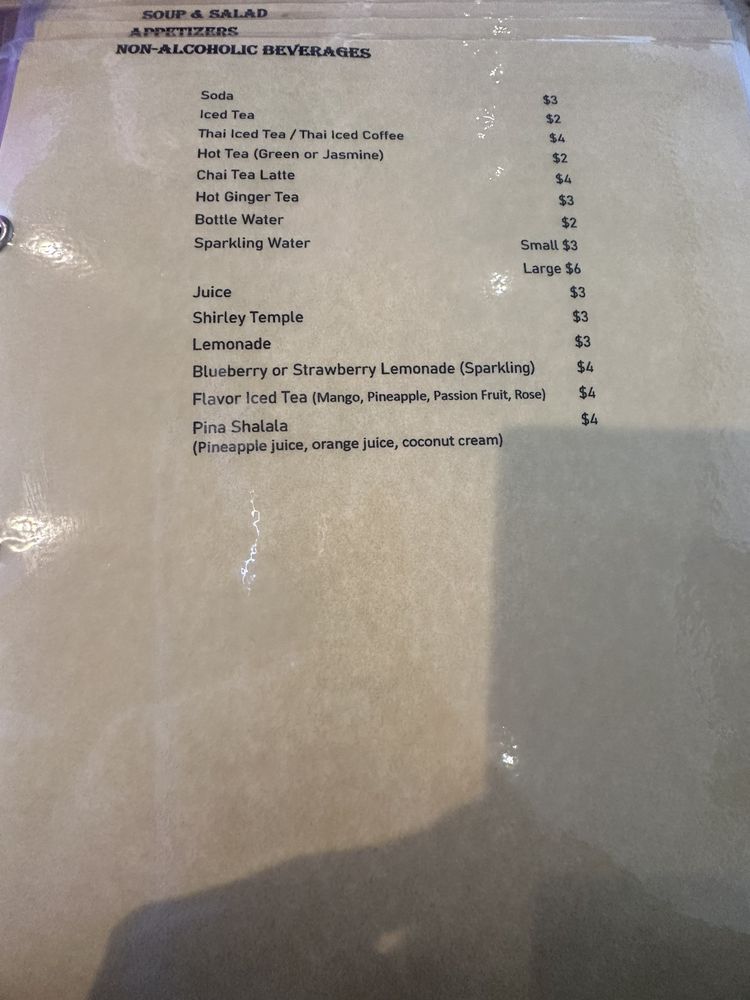 SOUP & SALAD
APPETIZERS
NON-ALCOHOLIC BEVERAGES
Soda $3
Iced Tea $2
Thai Iced Tea / Thai Iced Coffee $4
Hot Tea (Green or Jasmine) $2
Chai Tea Latte $4
Hot Ginger Tea $3
Bottle Water $2
Sparkling Water Small $3
Large $6
Juice $3
Shirley Temple $3
Lemonade $3
Blueberry or Strawberry Lemonade (Sparkling) $4
Flavor Iced Tea (Mango, Pineapple, Passion Fruit, Rose) $4
Pina Shalala $4
(Pineapple juice, orange juice, coconut cream)